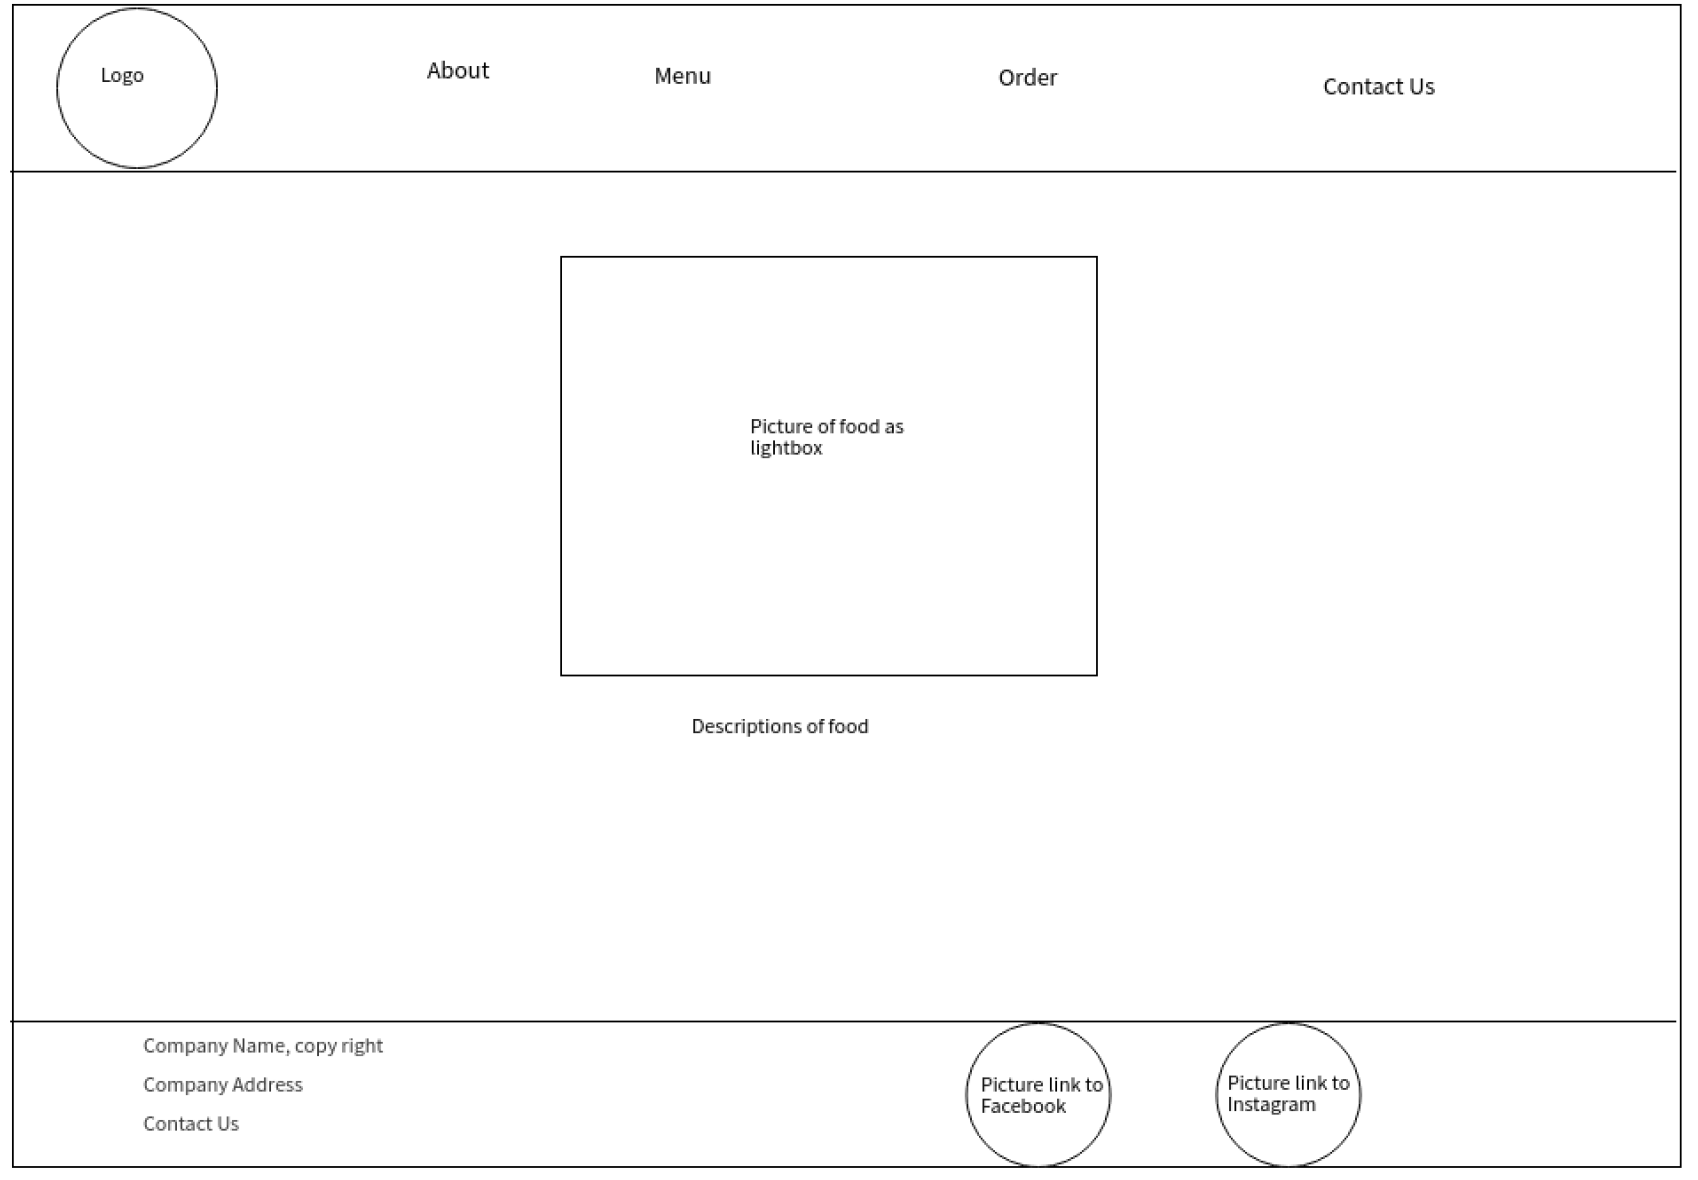 Logo
About
Menu
Order
Contact Us
Picture of food as
lightbox
Descriptions of food
Company Name, copy right
Company Address
Contact Us
Picture link to
Facebook
Picture link to
Instagram